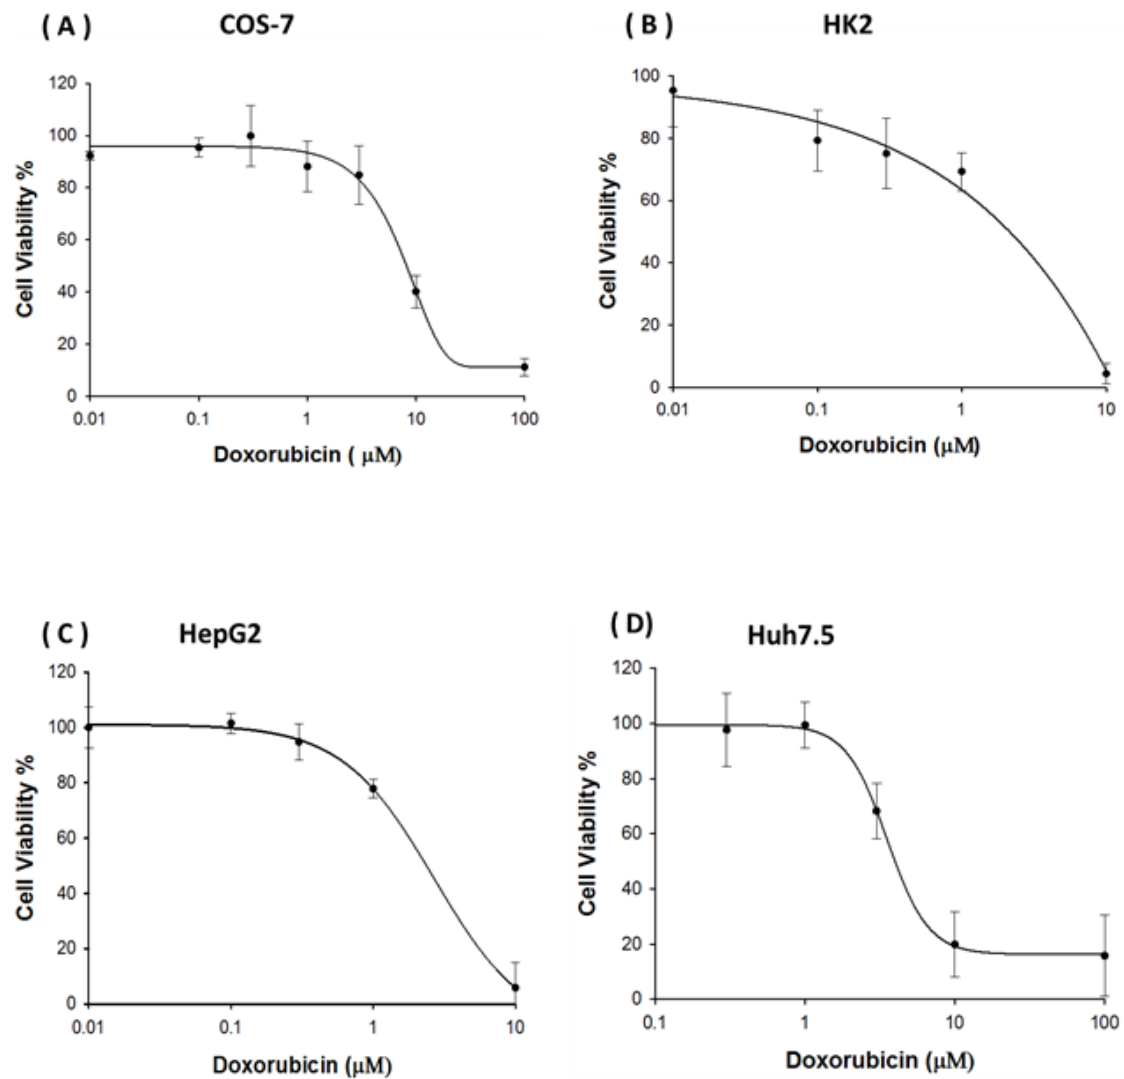 ( A )
COS-7
120
100
80
60
40
20
0
0.01
0.1
1
10
100
Cell Viability %
Doxorubicin ( μM)
( B )
HK2
100
80
60
40
20
0
0.01
0.1
1
10
Cell Viability %
Doxorubicin (μM)
( C )
HepG2
120
100
80
60
40
20
0
0.01
0.1
1
10
Cell Viability %
Doxorubicin (μM)
( D)
Huh7.5
120
100
80
60
40
20
0
0.1
1
10
100
Cell Viability %
Doxorubicin (μM)